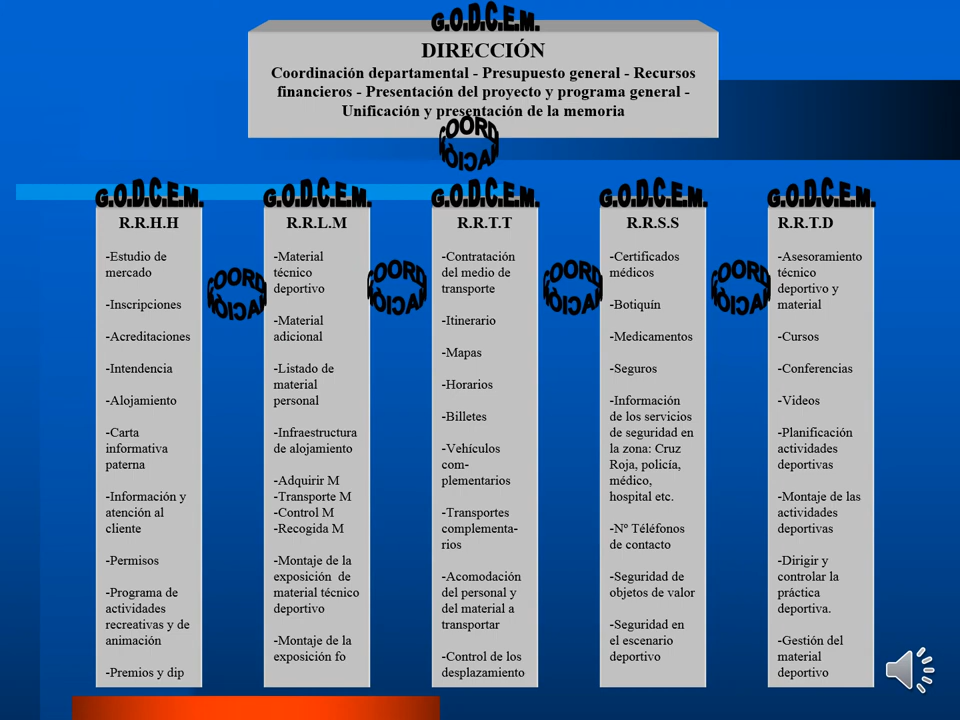 G.O.D.C.E.M.
DIRECCIÓN
Coordinación departamental - Presupuesto general - Recursos
financieros - Presentación del proyecto y programa general -
Unificación y presentación de la memoria
COORD
G.O.D.C.E.M.
R.R.H.H
-Estudio de
mercado
-Inscripciones
-Acreditaciones
-Intendencia
-Alojamiento
-Carta
informativa
paterna
-Información y
atención al
cliente
-Permisos
-Programa de
actividades
recreativas y de
animación
-Premios y dip
COORD
G.O.D.C.E.M.
R.R.L.M
-Material
técnico
deportivo
-Material
adicional
-Listado de
material
personal
-Infraestructura
de alojamiento
-Adquirir M
-Transporte M
-Control M
-Recogida M
-Montaje de la
exposición de
material técnico
deportivo
-Montaje de la
exposición fo
COORD
G.O.D.C.E.M.
R.R.T.T
-Contratación
del medio de
transporte
-Itinerario
-Mapas
-Horarios
-Billetes
-Vehículos
com-
plementarios
-Transportes
complementa-
rios
-Acomodación
del personal y
del material a
transportar
-Control de los
desplazamiento
COORD
G.O.D.C.E.M.
R.R.S.S
-Certificados
médicos
-Botiquín
-Medicamentos
-Seguros
-Información
de los servicios
de seguridad en
la zona: Cruz
Roja, policía,
médico,
hospital etc.
-Nº Téléfonos
de contacto
-Seguridad de
objetos de valor
-Seguridad en
el escenario
deportivo
COORD
G.O.D.C.E.M.
R.R.T.D
-Asesoramiento
técnico
deportivo y
material
-Cursos
-Conferencias
-Videos
-Planificación
actividades
deportivas
-Montaje de las
actividades
deportivas
-Dirigir y
controlar la
práctica
deportiva.
-Gestión del
material
deportivo